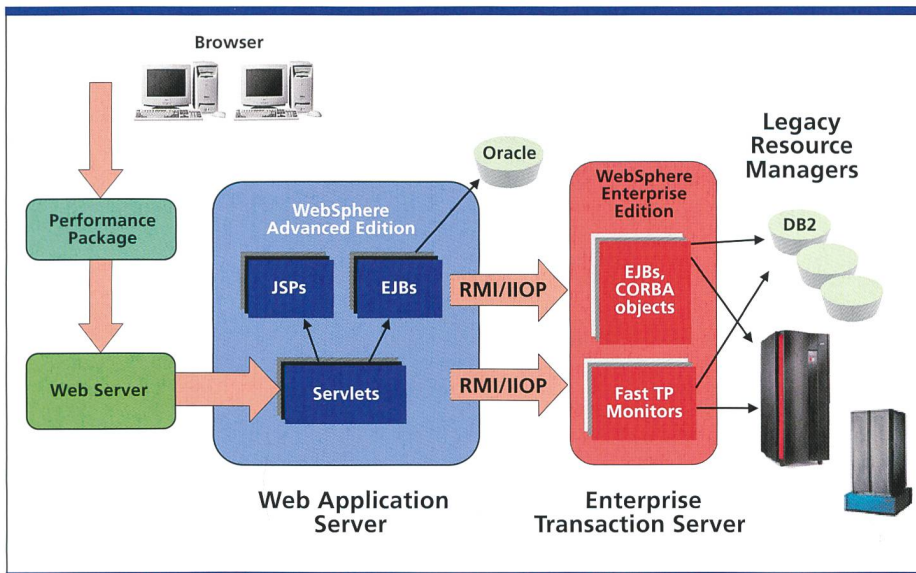 Browser
Legacy
Resource
Managers
Oracle
WebSphere
Advanced Edition
WebSphere
Enterprise
Edition
Performance
Package
DB2
JSPs
EJBs
RMI/IIOP
EJBs,
CORBA
objects
Web Server
Servlets
RMI/IIOP
Fast TP
Monitors
Web Application
Server
Enterprise
Transaction Server